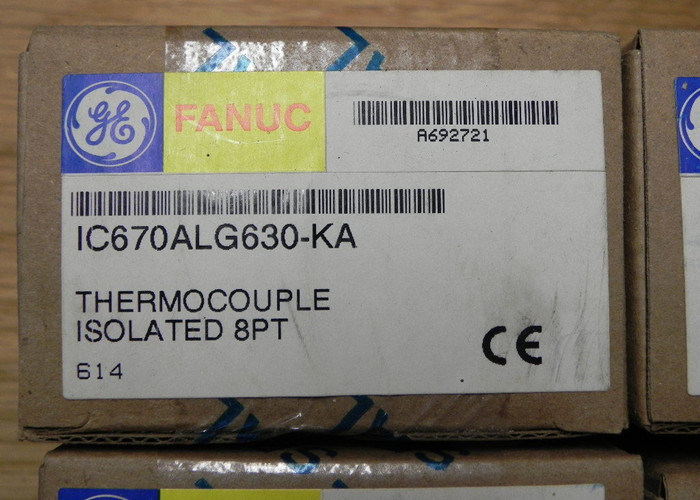 GE FANUC
A692721
IC670ALG630-KA
THERMOCOUPLE
ISOLATED 8PT
614
CE